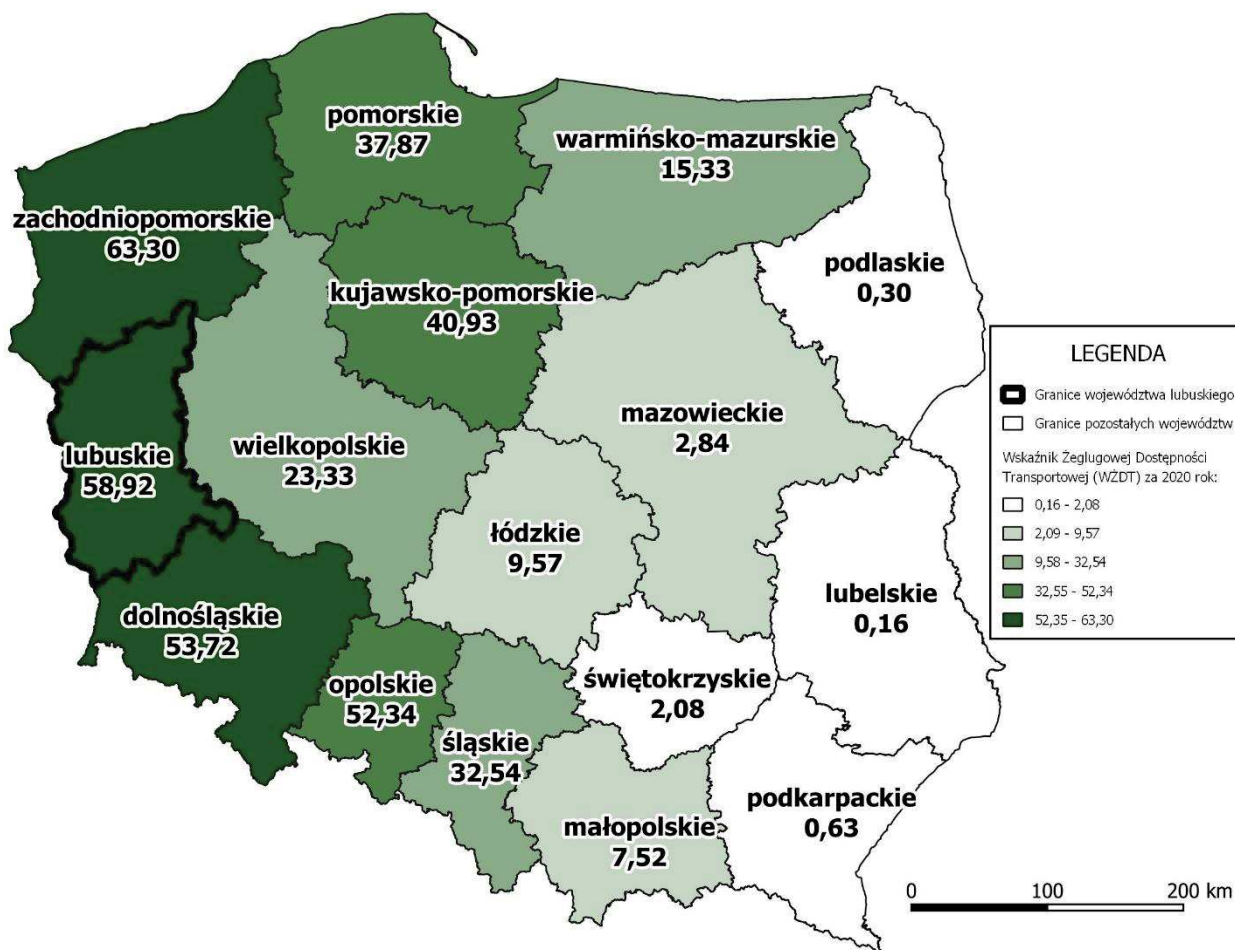 pomorskie
37,87
warmińsko-mazurskie
15,33
zachodniopomorskie
63,30
podlaskie
0,30
kujawsko-pomorskie
40,93
mazowieckie
2,84
wielkopolskie
23,33
lubuskie
58,92
łódzkie
9,57
lubelskie
0,16
dolnośląskie
53,72
opolskie
52,34
świętokrzyskie
2,08
śląskie
32,54
podkarpackie
0,63
małopolskie
7,52
LEGENDA
Granice województwa lubuskiego
Granice pozostałych województw
Wskaźnik Żeglugowej Dostępności
Transportowej (WŻDT) za 2020 rok:
0,16 - 2,08
2,09 - 9,57
9,58 - 32,54
32,55 - 52,34
52,35 - 63,30
0 100 200 km